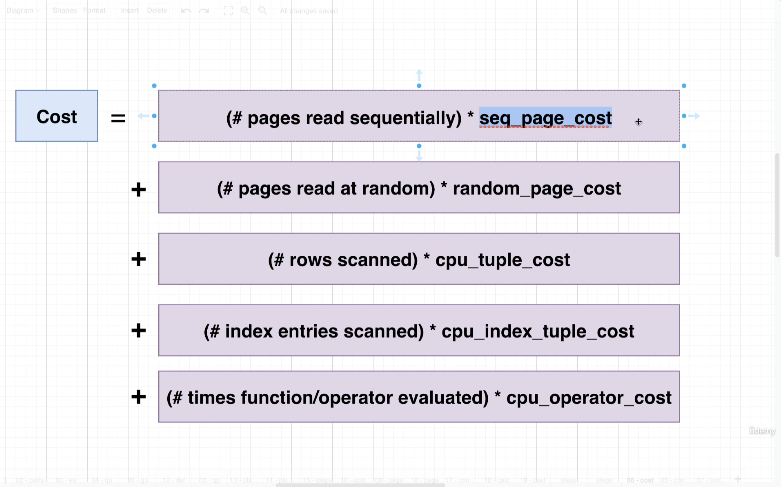 Diagram Shapes Format Insert Delete All changes saved
Cost = (# pages read sequentially) * seq_page_cost
+ (# pages read at random) * random_page_cost
+ (# rows scanned) * cpu_tuple_cost
+ (# index entries scanned) * cpu_index_tuple_cost
+ (# times function/operator evaluated) * cpu_operator_cost
Udemy